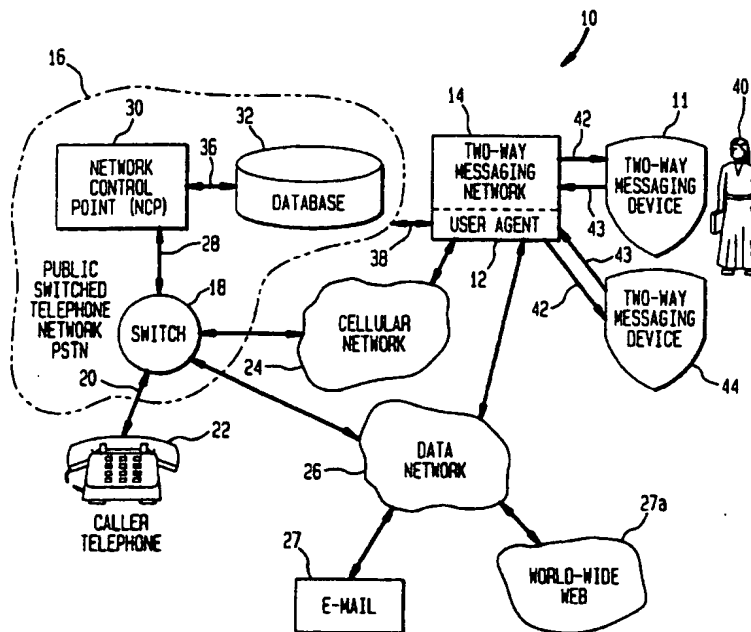 10
16
40
30
32
14
11
42
36
NETWORK
CONTROL
POINT (NCP)
DATABASE
TWO-WAY
MESSAGING
NETWORK
TWO-WAY
MESSAGING
DEVICE
USER AGENT
43
28
38
43
12
42
PUBLIC
SWITCHED
TELEPHONE
NETWORK
PSTN
18
SWITCH
CELLULAR
NETWORK
TWO-WAY
MESSAGING
DEVICE
20
24
44
22
DATA
NETWORK
26
CALLER
TELEPHONE
27
27a
E-MAIL
WORLD-WIDE
WEB